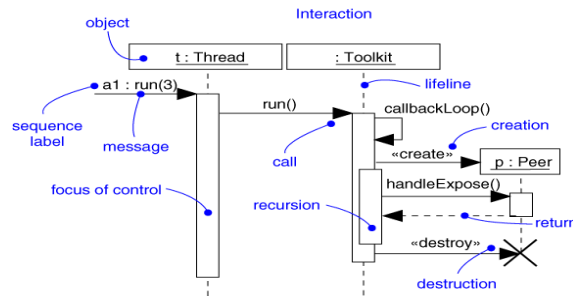 Interaction
object
t : Thread
: Toolkit
lifeline
a1 : run(3)
run()
callbackLoop()
sequence
label
message
call
creation
«create»
p : Peer
focus of control
recursion
handleExpose()
return
«destroy»
destruction